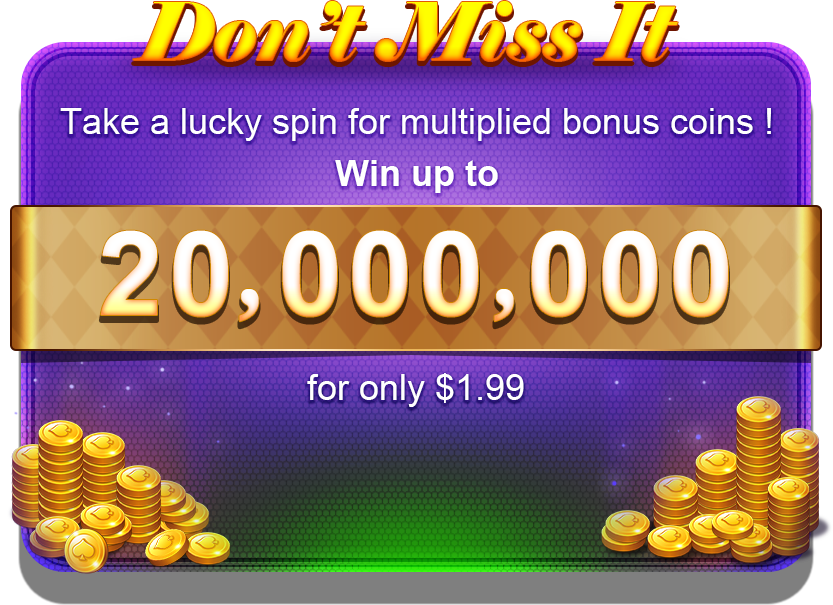 Don't Miss It
Take a lucky spin for multiplied bonus coins !
Win up to
20,000,000
for only $1.99